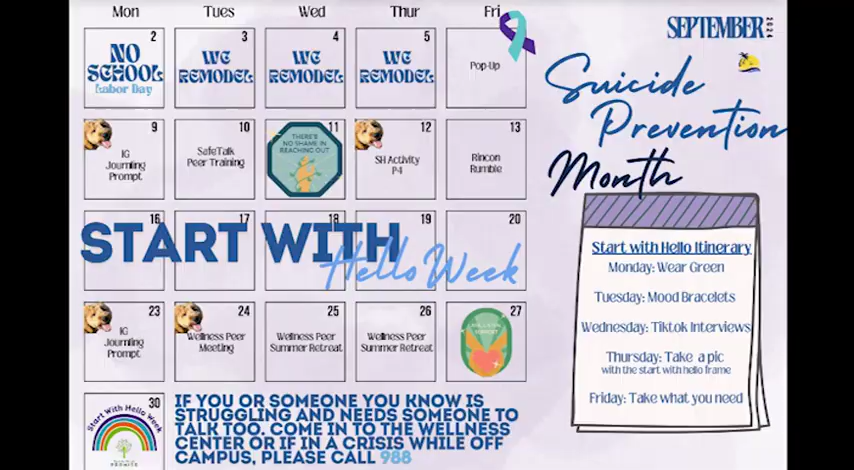 Mon Tues Wed Thur Fri
SEPTEMBER 2024
Suicide
Prevention
Month
2
NO
SCHOOL
Labor Day
3
WC
REMODEL
4
WC
REMODEL
5
WC
REMODEL
Pop-Up
9
IG
Journling
Prompt
10
SafeTalk
Peer Training
11
THERE'S
NO SHAME IN
REACHING OUT
12
SH Activity
P4
13
Rincon
Rumble
16
17
18
19
20
START WITH
Hello Week
23
IG
Journling
Prompt
24
Wellness Peer
Meeting
25
Wellness Peer
Summer Retreat
26
Wellness Peer
Summer Retreat
27
30
Start With Hello Week
PROMISE
IF YOU OR SOMEONE YOU KNOW IS
STRUGGLING AND NEEDS SOMEONE TO
TALK TOO. COME IN TO THE WELLNESS
CENTER OR IF IN A CRISIS WHILE OFF
CAMPUS, PLEASE CALL 988
Start with Hello Itinerary
Monday: Wear Green
Tuesday: Mood Bracelets
Wednesday: Tiktok Interviews
Thursday: Take a pic
with the start with hello frame
Friday: Take what you need